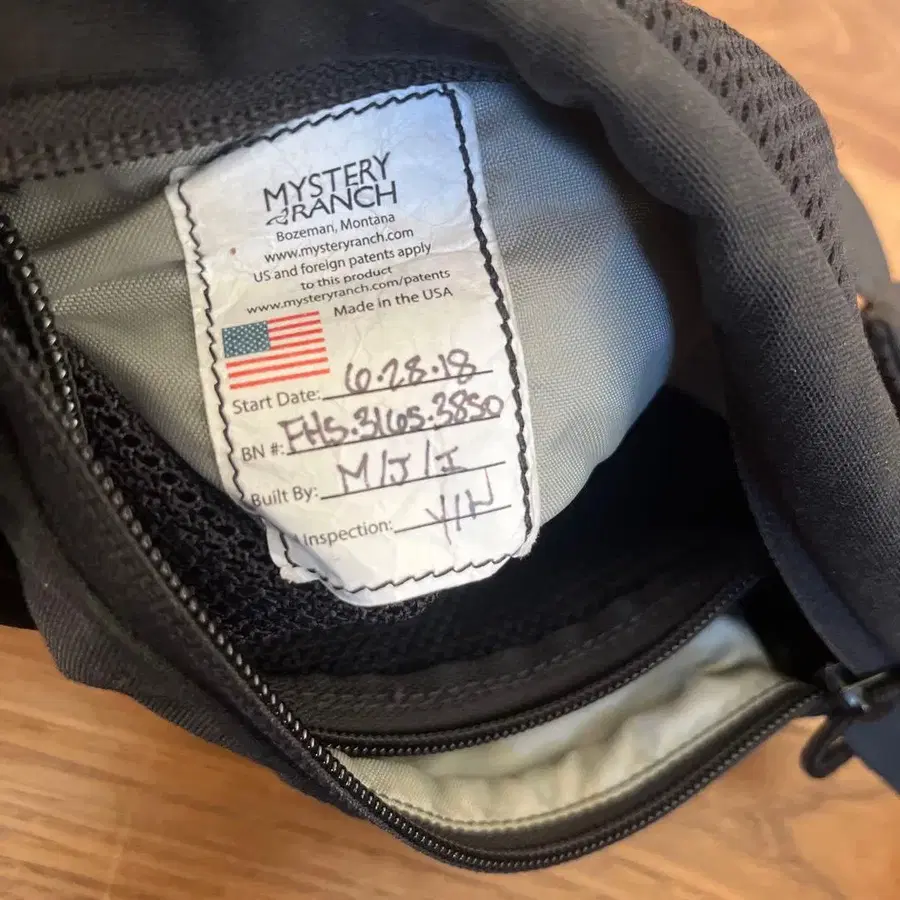 MYSTERY
RANCH
Bozeman, Montana
www.mysteryranch.com
US and foreign patents apply
to this product
www.mysteryranch.com/patents
Made in the USA
Start Date: 6.28.18
BN #: FHS.3165.3850
Built By: M/J/I
Inspection: Y/W